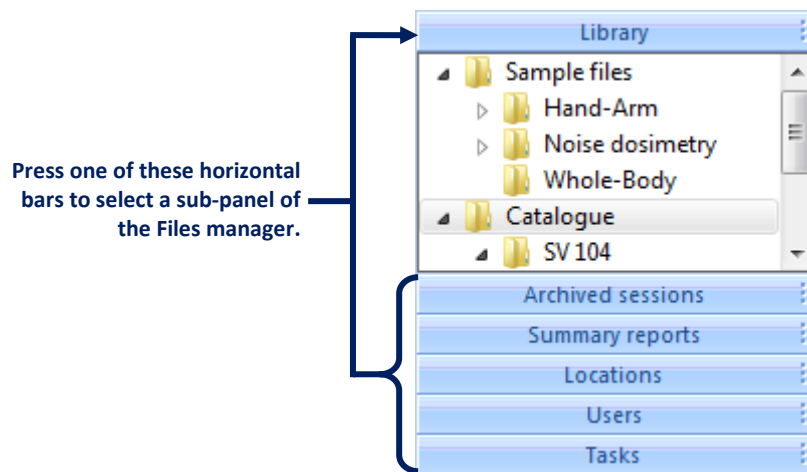 Library
Sample files
Hand-Arm
Noise dosimetry
Whole-Body
Catalogue
SV 104
Press one of these horizontal
bars to select a sub-panel of
the Files manager.
Archived sessions
Summary reports
Locations
Users
Tasks